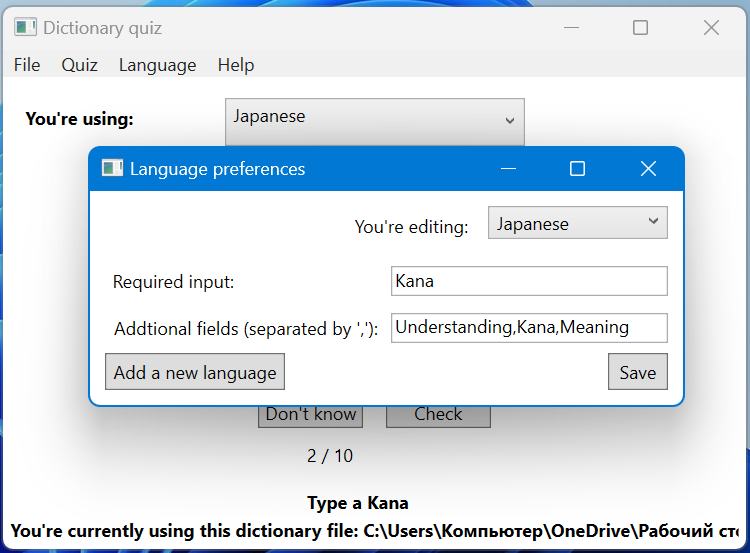 Dictionary quiz
File Quiz Language Help
You're using: Japanese
Language preferences
You're editing: Japanese
Required input: Kana
Addtional fields (separated by ','): Understanding,Kana,Meaning
Add a new language Save
Don't know Check
2 / 10
Type a Kana
You're currently using this dictionary file: C:\Users\Компьютер\OneDrive\Рабочий сто